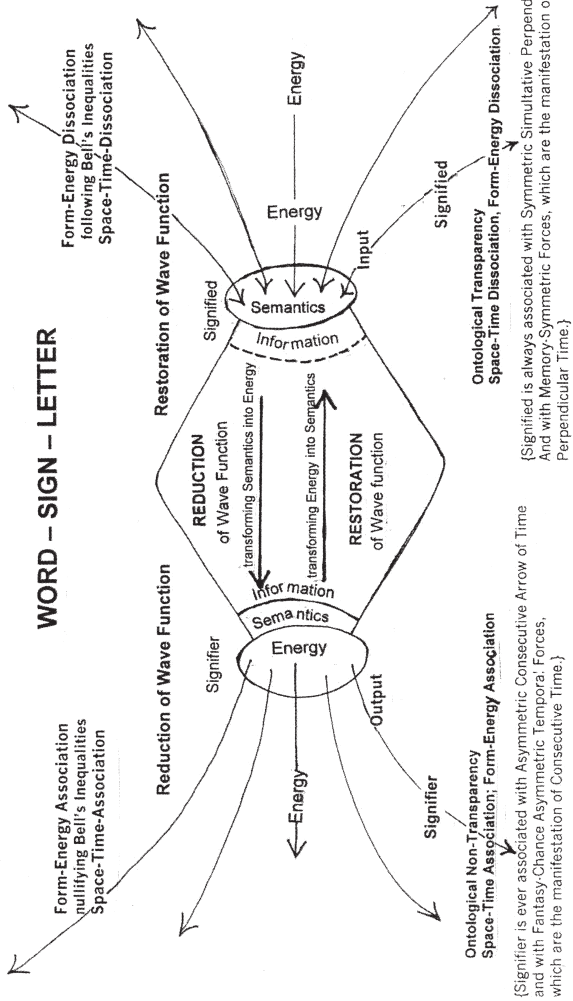 WORD – SIGN – LETTER
Form-Energy Association
nullifying Bell's Inequalities
Space-Time-Association
Form-Energy Dissociation
following Bell's Inequalities
Space-Time-Dissociation
Reduction of Wave Function
Restoration of Wave Function
Signifier
Signified
REDUCTION
of Wave Function
transforming Semantics into Energy
Energy
Energy
Semantics
Information
Information
Semantics
Energy
Energy
transforming Energy into Semantics
RESTORATION
of Wave function
Output
Input
Signifier
Signified
Ontological Non-Transparency
Space-Time Association; Form-Energy Association
Ontological Transparency
Space-Time Dissociation, Form-Energy Dissociation
{Signifier is ever associated with Asymmetric Consecutive Arrow of Time
and with Fantasy-Chance Asymmetric Temporal Forces,
which are the manifestation of Consecutive Time.}
{Signified is always associated with Symmetric Simultative Perpend
And with Memory-Symmetric Forces, which are the manifestation o
Perpendicular Time.}